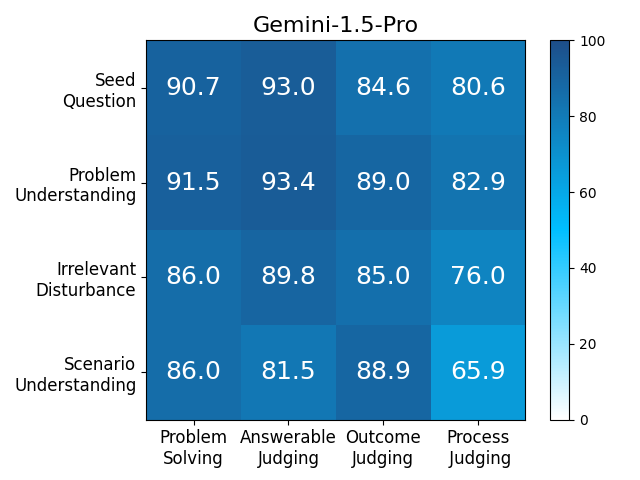 Gemini-1.5-Pro
Seed
Question
90.7 93.0 84.6 80.6
Problem
Understanding
91.5 93.4 89.0 82.9
Irrelevant
Disturbance
86.0 89.8 85.0 76.0
Scenario
Understanding
86.0 81.5 88.9 65.9
Problem
Solving
Answerable
Judging
Outcome
Judging
Process
Judging
100
80
60
40
20
0